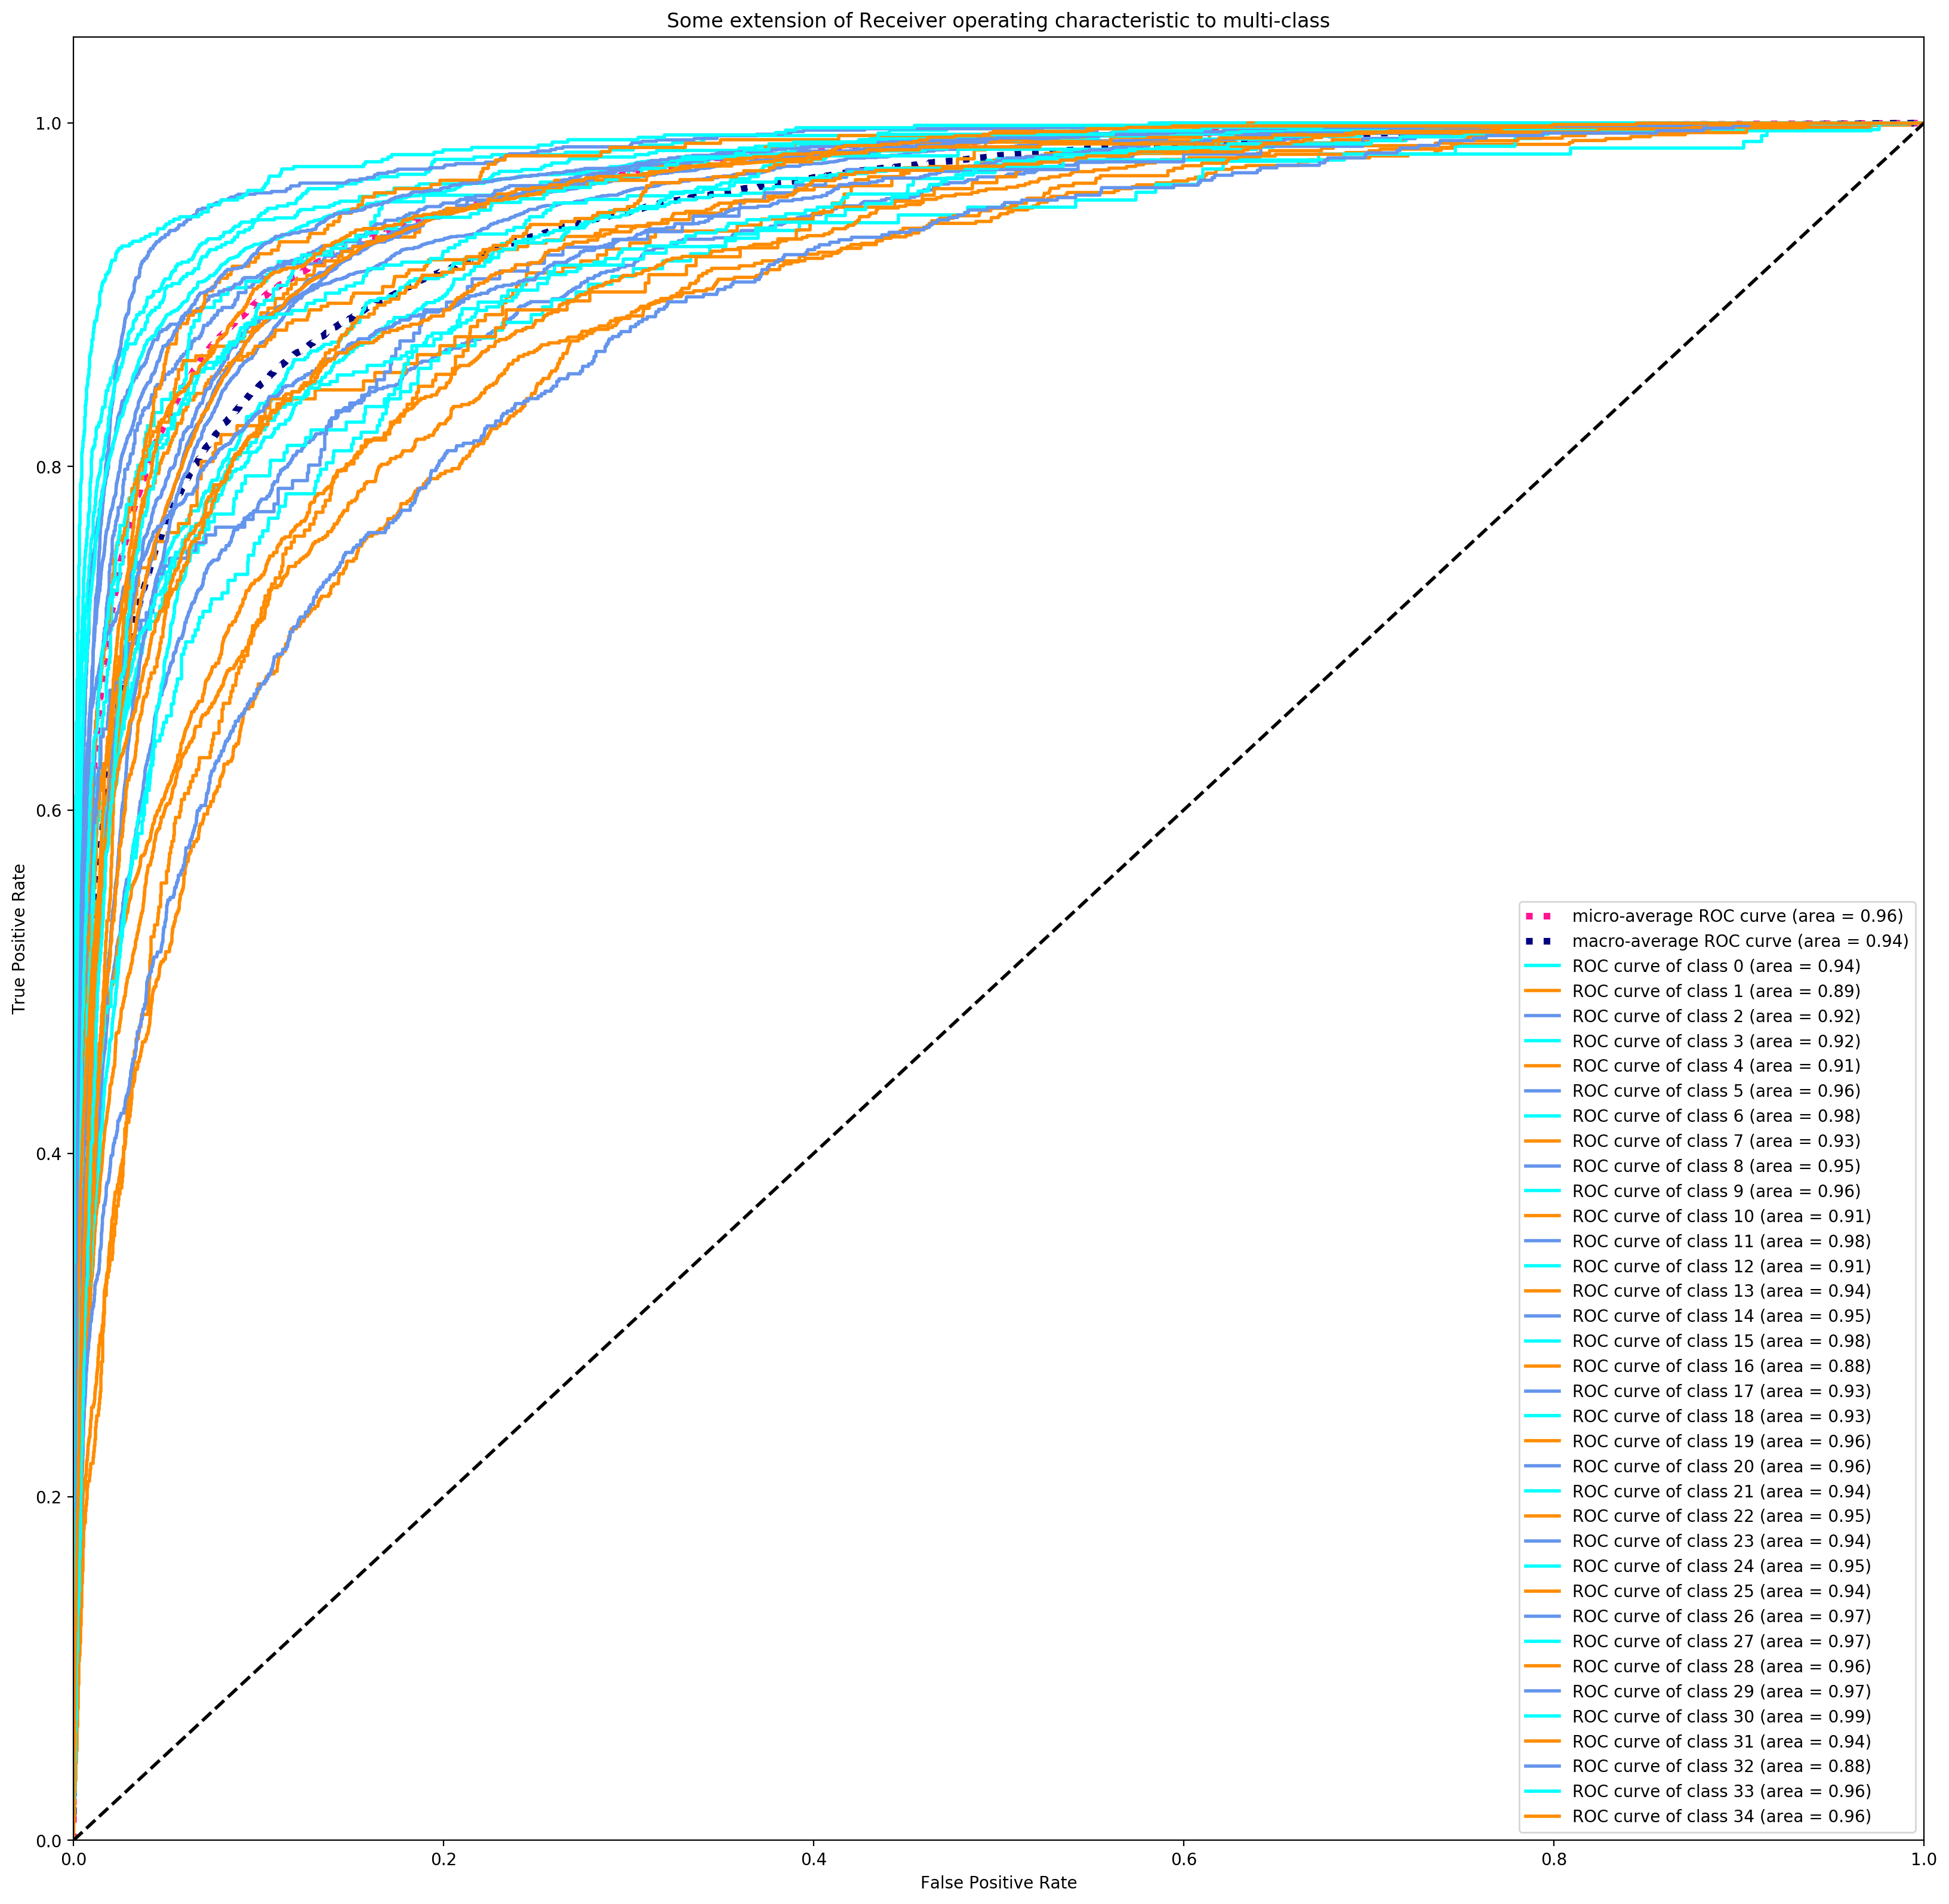 Some extension of Receiver operating characteristic to multi-class
1.0
0.8
0.6
0.4
0.2
0.0
True Positive Rate
micro-average ROC curve (area = 0.96)
macro-average ROC curve (area = 0.94)
ROC curve of class 0 (area = 0.94)
ROC curve of class 1 (area = 0.89)
ROC curve of class 2 (area = 0.92)
ROC curve of class 3 (area = 0.92)
ROC curve of class 4 (area = 0.91)
ROC curve of class 5 (area = 0.96)
ROC curve of class 6 (area = 0.98)
ROC curve of class 7 (area = 0.93)
ROC curve of class 8 (area = 0.95)
ROC curve of class 9 (area = 0.96)
ROC curve of class 10 (area = 0.91)
ROC curve of class 11 (area = 0.98)
ROC curve of class 12 (area = 0.91)
ROC curve of class 13 (area = 0.94)
ROC curve of class 14 (area = 0.95)
ROC curve of class 15 (area = 0.98)
ROC curve of class 16 (area = 0.88)
ROC curve of class 17 (area = 0.93)
ROC curve of class 18 (area = 0.93)
ROC curve of class 19 (area = 0.96)
ROC curve of class 20 (area = 0.96)
ROC curve of class 21 (area = 0.94)
ROC curve of class 22 (area = 0.95)
ROC curve of class 23 (area = 0.94)
ROC curve of class 24 (area = 0.95)
ROC curve of class 25 (area = 0.94)
ROC curve of class 26 (area = 0.97)
ROC curve of class 27 (area = 0.97)
ROC curve of class 28 (area = 0.96)
ROC curve of class 29 (area = 0.97)
ROC curve of class 30 (area = 0.99)
ROC curve of class 31 (area = 0.94)
ROC curve of class 32 (area = 0.88)
ROC curve of class 33 (area = 0.96)
ROC curve of class 34 (area = 0.96)
0.0 0.2 0.4 0.6 0.8 1.0
False Positive Rate